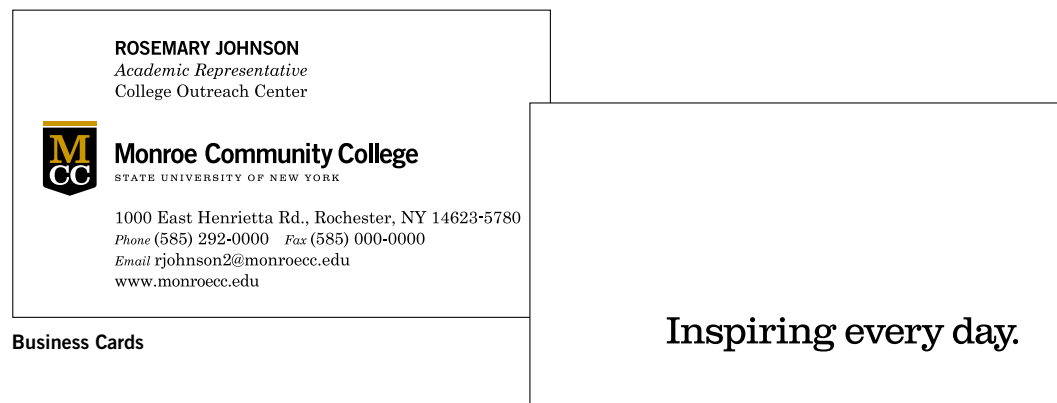 ROSEMARY JOHNSON
Academic Representative
College Outreach Center
M
CC
Monroe Community College
STATE UNIVERSITY OF NEW YORK
1000 East Henrietta Rd., Rochester, NY 14623-5780
Phone (585) 292-0000 Fax (585) 000-0000
Email rjohnson2@monroecc.edu
www.monroecc.edu
Business Cards
Inspiring every day.